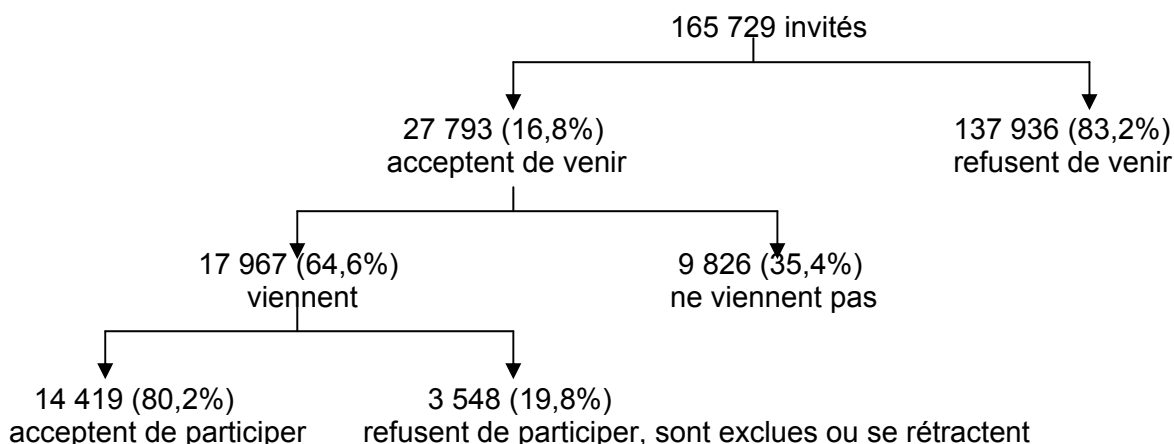 165 729 invités
27 793 (16,8%)
acceptent de venir
137 936 (83,2%)
refusent de venir
17 967 (64,6%)
viennent
9 826 (35,4%)
ne viennent pas
14 419 (80,2%)
acceptent de participer
3 548 (19,8%)
refusent de participer, sont exclues ou se rétractent